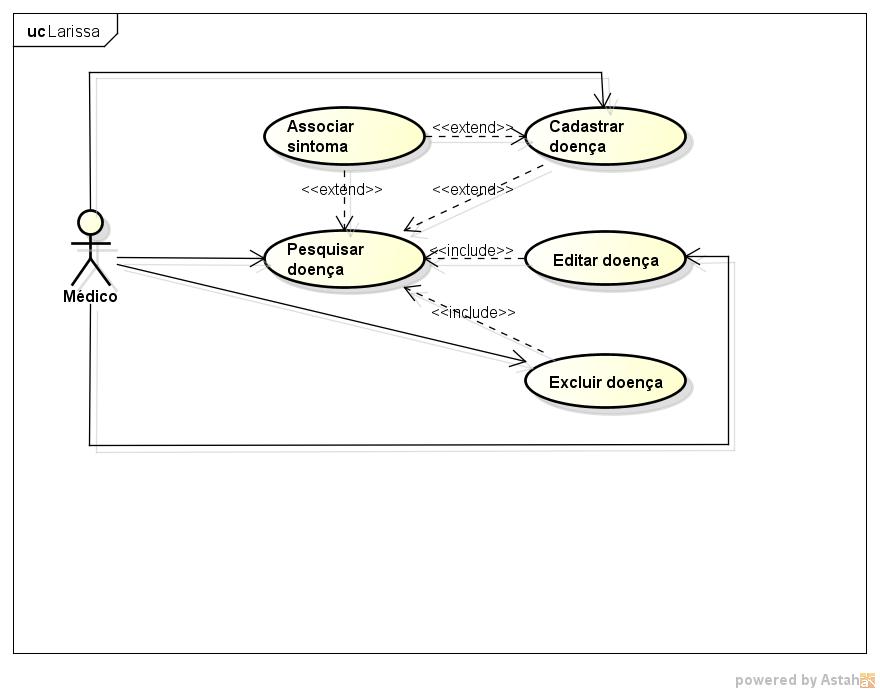 uc Larissa
Associar
sintoma
<<extend>>
Cadastrar
doença
<<extend>>
<<extend>>
Pesquisar
doença
<<include>>
Editar doença
Médico
<<include>>
Excluir doença
powered by Astah